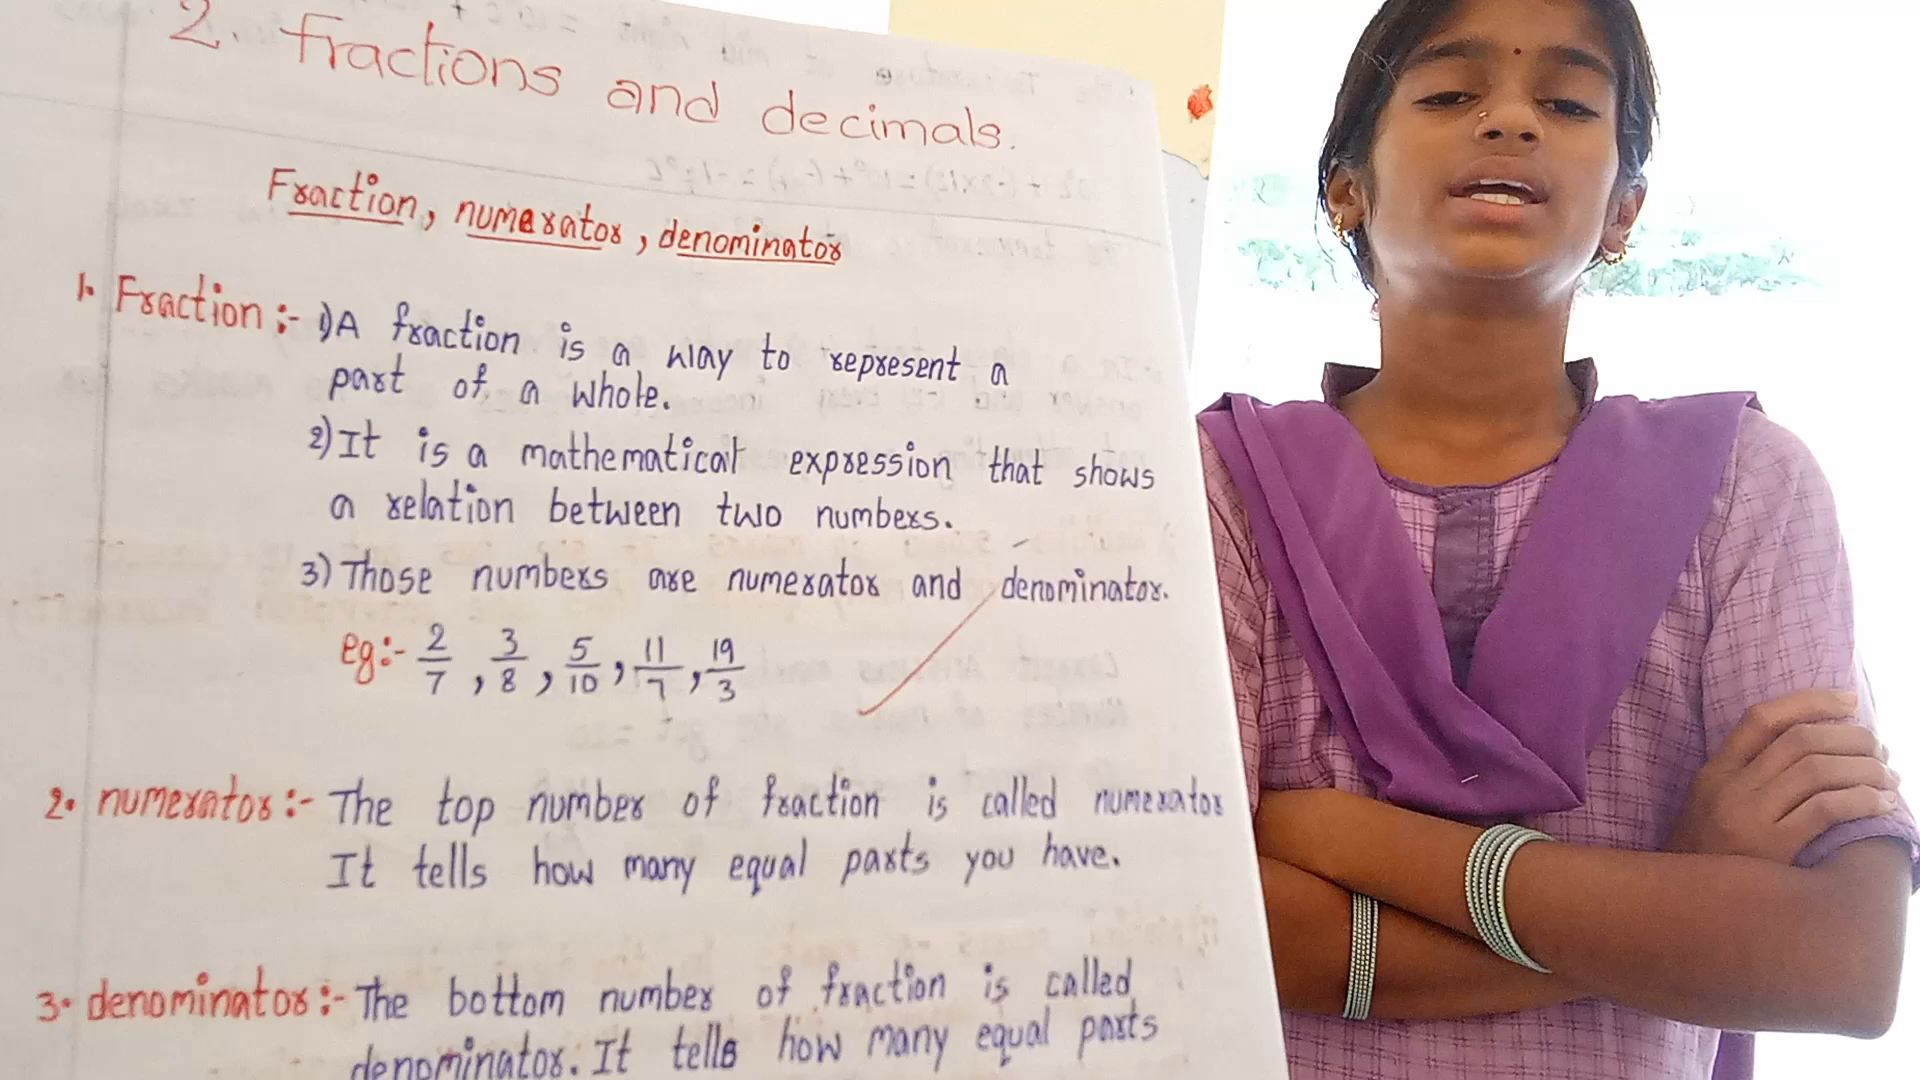 2. Fractions and decimals.
Fraction, numerator, denominator
1. Fraction :- 1) A fraction is a way to represent a
part of a whole.
2) It is a mathematical expression that shows
a relation between two numbers.
3) Those numbers are numerator and denominator.
eg:- 2/7, 3/8, 5/10, 11/7, 19/3
2. numerator :- The top number of fraction is called numerator
It tells how many equal parts you have.
3. denominator :- The bottom number of fraction is called
denominator. It tells how many equal parts